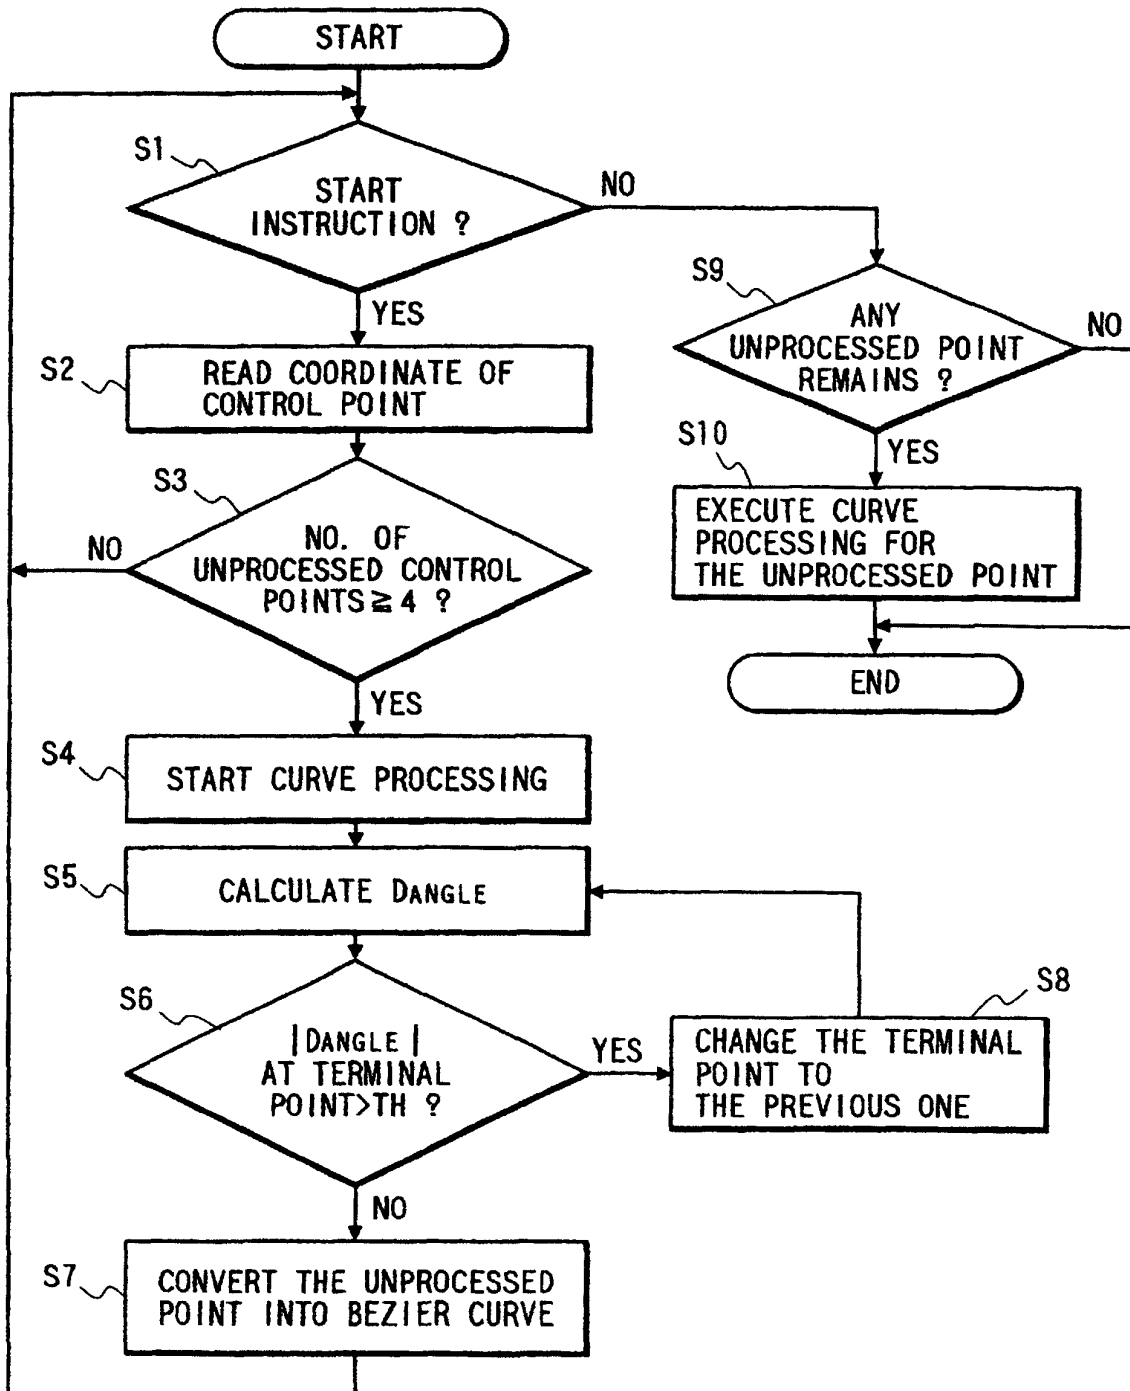 START
S1
START
INSTRUCTION ?
NO
YES
S2
READ COORDINATE OF
CONTROL POINT
S3
NO. OF
UNPROCESSED CONTROL
POINTS ≧ 4 ?
NO
YES
S4
START CURVE PROCESSING
S5
CALCULATE DANGLE
S6
|DANGLE|
AT TERMINAL
POINT>TH ?
YES
NO
S7
CONVERT THE UNPROCESSED
POINT INTO BEZIER CURVE
S8
CHANGE THE TERMINAL
POINT TO
THE PREVIOUS ONE
S9
ANY
UNPROCESSED POINT
REMAINS ?
NO
YES
S10
EXECUTE CURVE
PROCESSING FOR
THE UNPROCESSED POINT
END